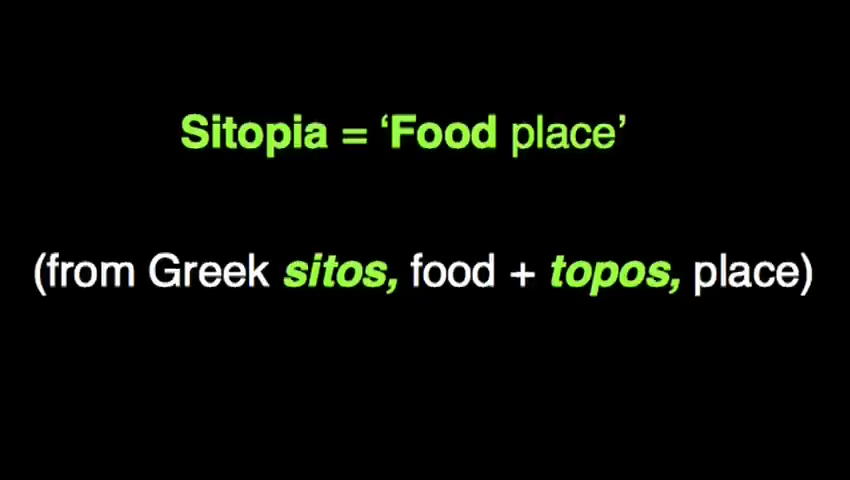 Sitopia = ‘Food place’
(from Greek sitos, food + topos, place)